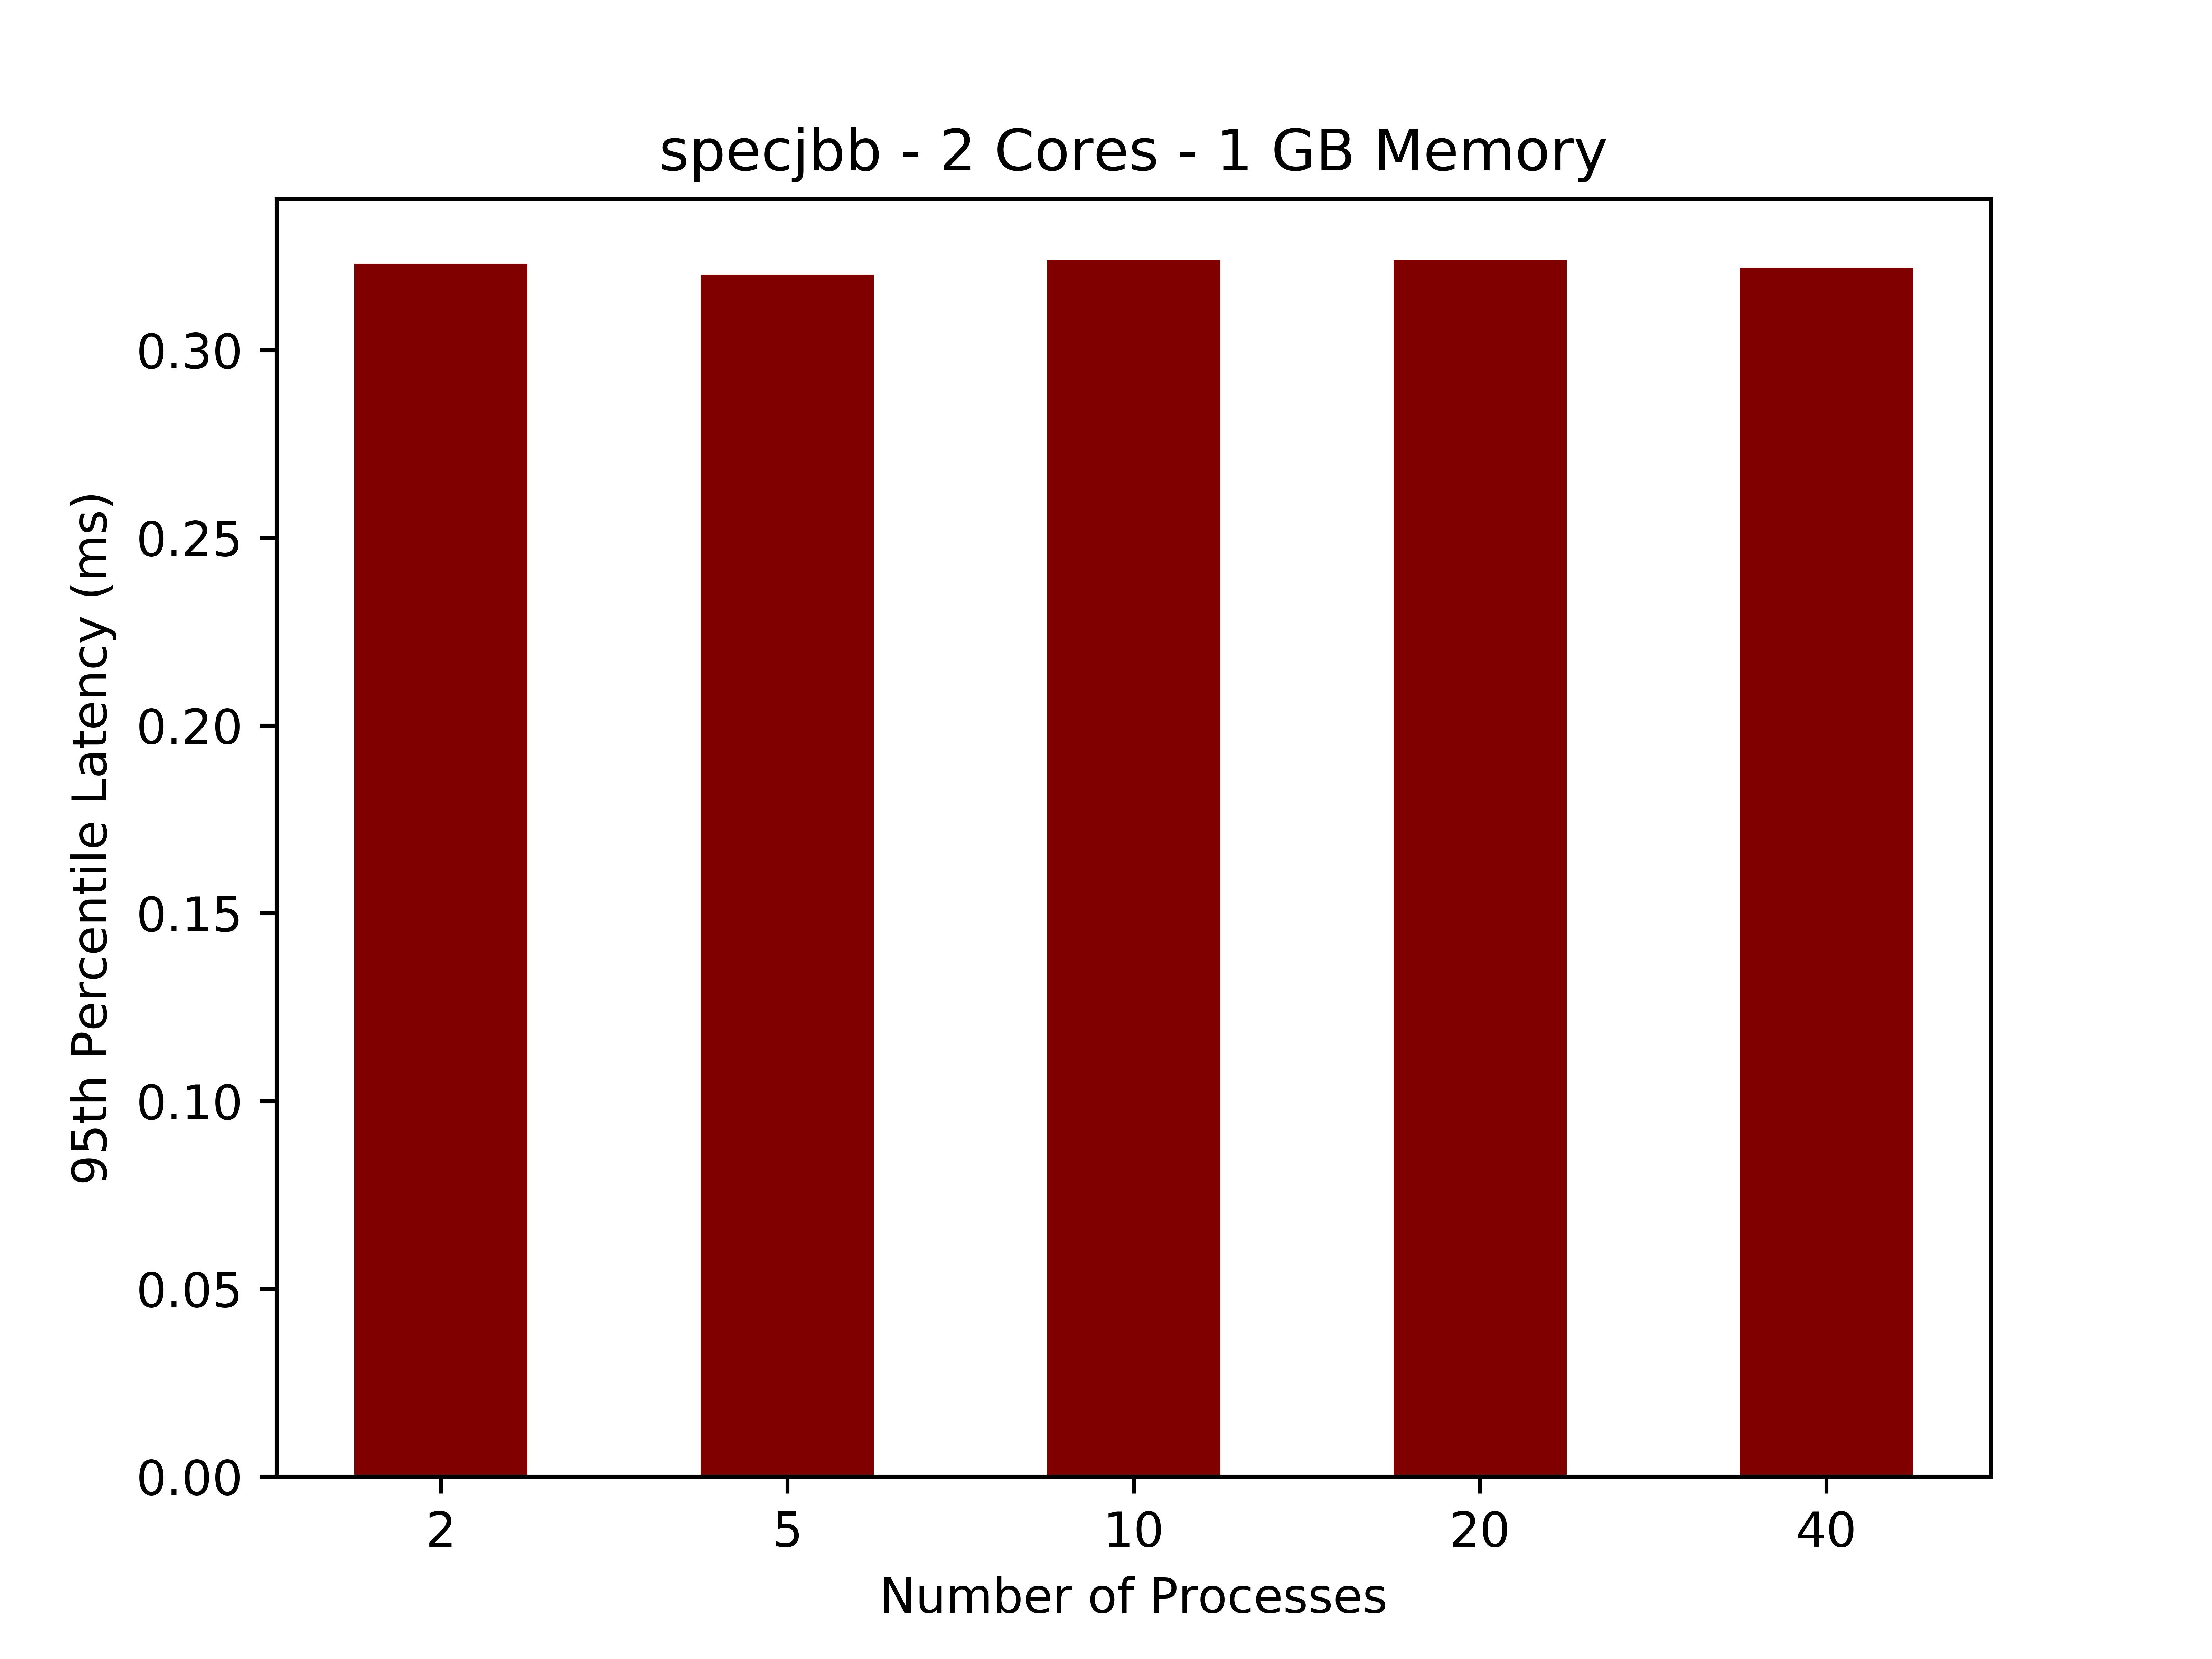 specjbb - 2 Cores - 1 GB Memory
95th Percentile Latency (ms)
0.30
0.25
0.20
0.15
0.10
0.05
0.00
2 5 10 20 40
Number of Processes